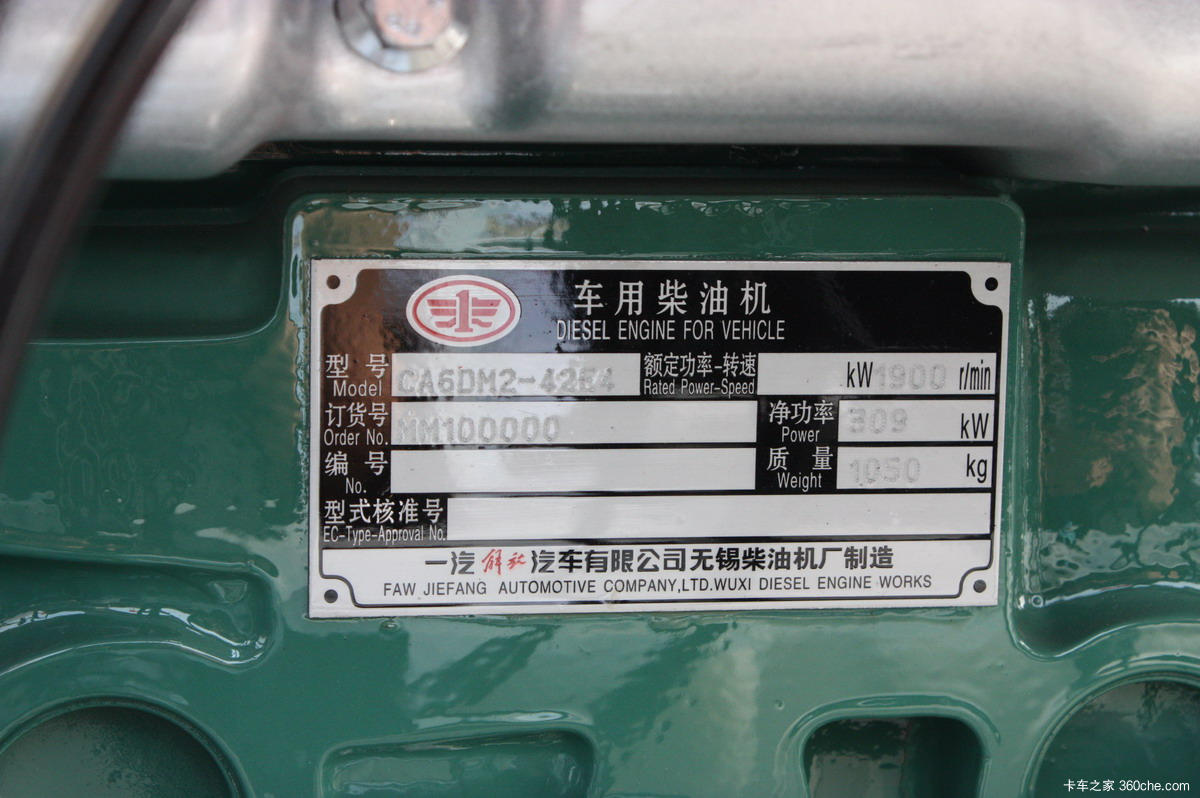 车用柴油机
DIESEL ENGINE FOR VEHICLE
型号 CA6DM2-42E4 额定功率-转速 kW 1900 r/min
Model Rated Power-Speed
订货号 MM100000 净功率 309 kW
Order No. Power
编号 质量 1050 kg
No. Weight
型式核准号
EC-Type-Approval No.
一汽解放汽车有限公司无锡柴油机厂制造
FAW JIEFANG AUTOMOTIVE COMPANY,LTD.WUXI DIESEL ENGINE WORKS
卡车之家 360che.com